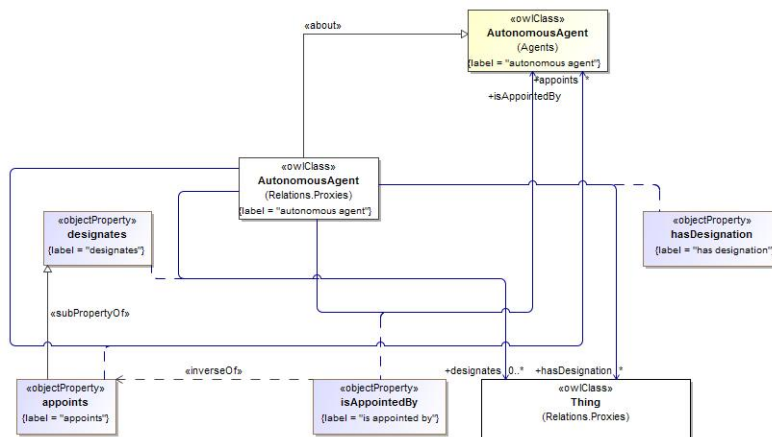 «owlClass»
AutonomousAgent
(Agents)
{label = "autonomous agent"}
«about»
+appoints *
+isAppointedBy
«owlClass»
AutonomousAgent
(Relations.Proxies)
{label = "autonomous agent"}
«objectProperty»
designates
{label = "designates"}
«objectProperty»
hasDesignation
{label = "has designation"}
«subPropertyOf»
«inverseOf»
+designates 0..*
+hasDesignation *
«objectProperty»
appoints
{label = "appoints"}
«objectProperty»
isAppointedBy
{label = "is appointed by"}
«owlClass»
Thing
(Relations.Proxies)